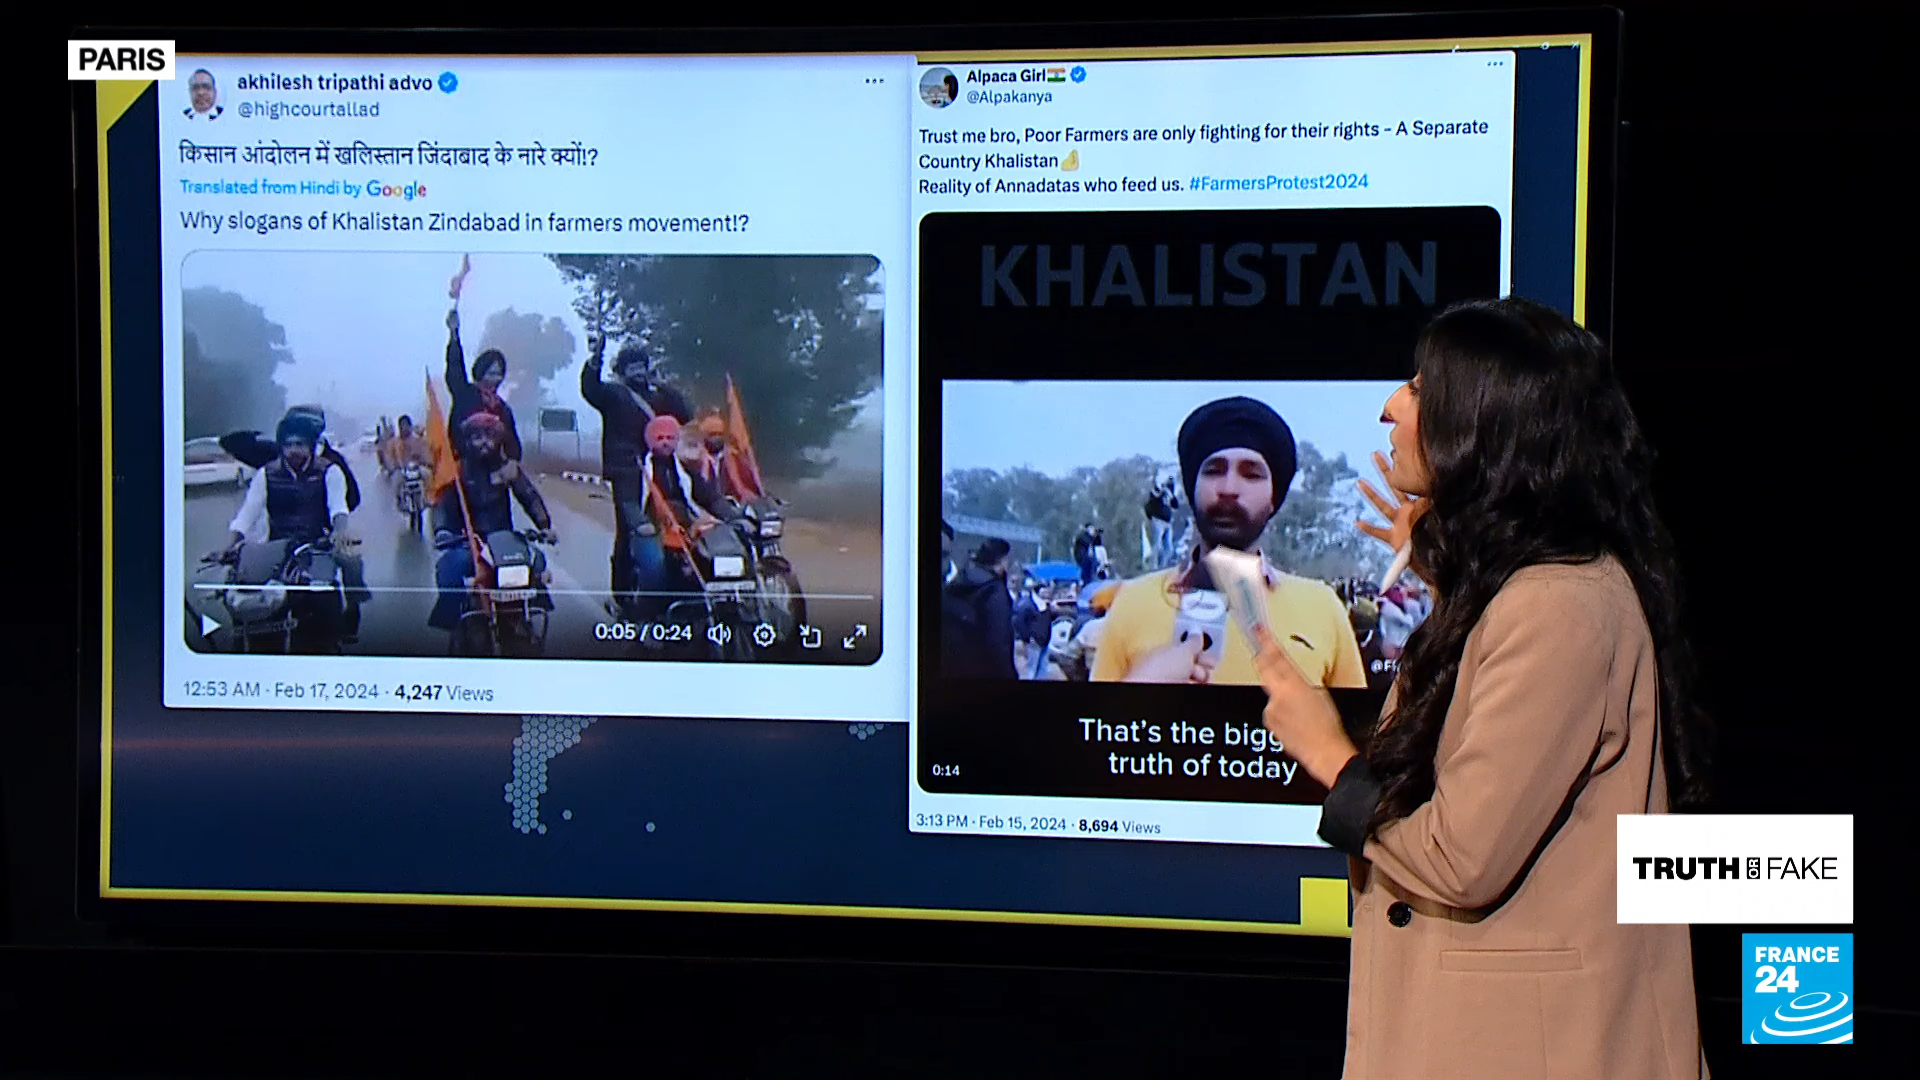 PARIS
akhilesh tripathi advo
@highcourtallad
किसान आंदोलन में खलिस्तान जिंदाबाद के नारे क्यों!?
Translated from Hindi by Google
Why slogans of Khalistan Zindabad in farmers movement!?
0:05 / 0:24
12:53 AM · Feb 17, 2024 · 4,247 Views
Alpaca Girl
@Alpakanya
Trust me bro, Poor Farmers are only fighting for their rights - A Separate
Country Khalistan
Reality of Annadatas who feed us. #FarmersProtest2024
KHALISTAN
That's the
truth of today
0:14
3:13 PM · Feb 15, 2024 · 8,694 Views
TRUTH OR FAKE
FRANCE
24